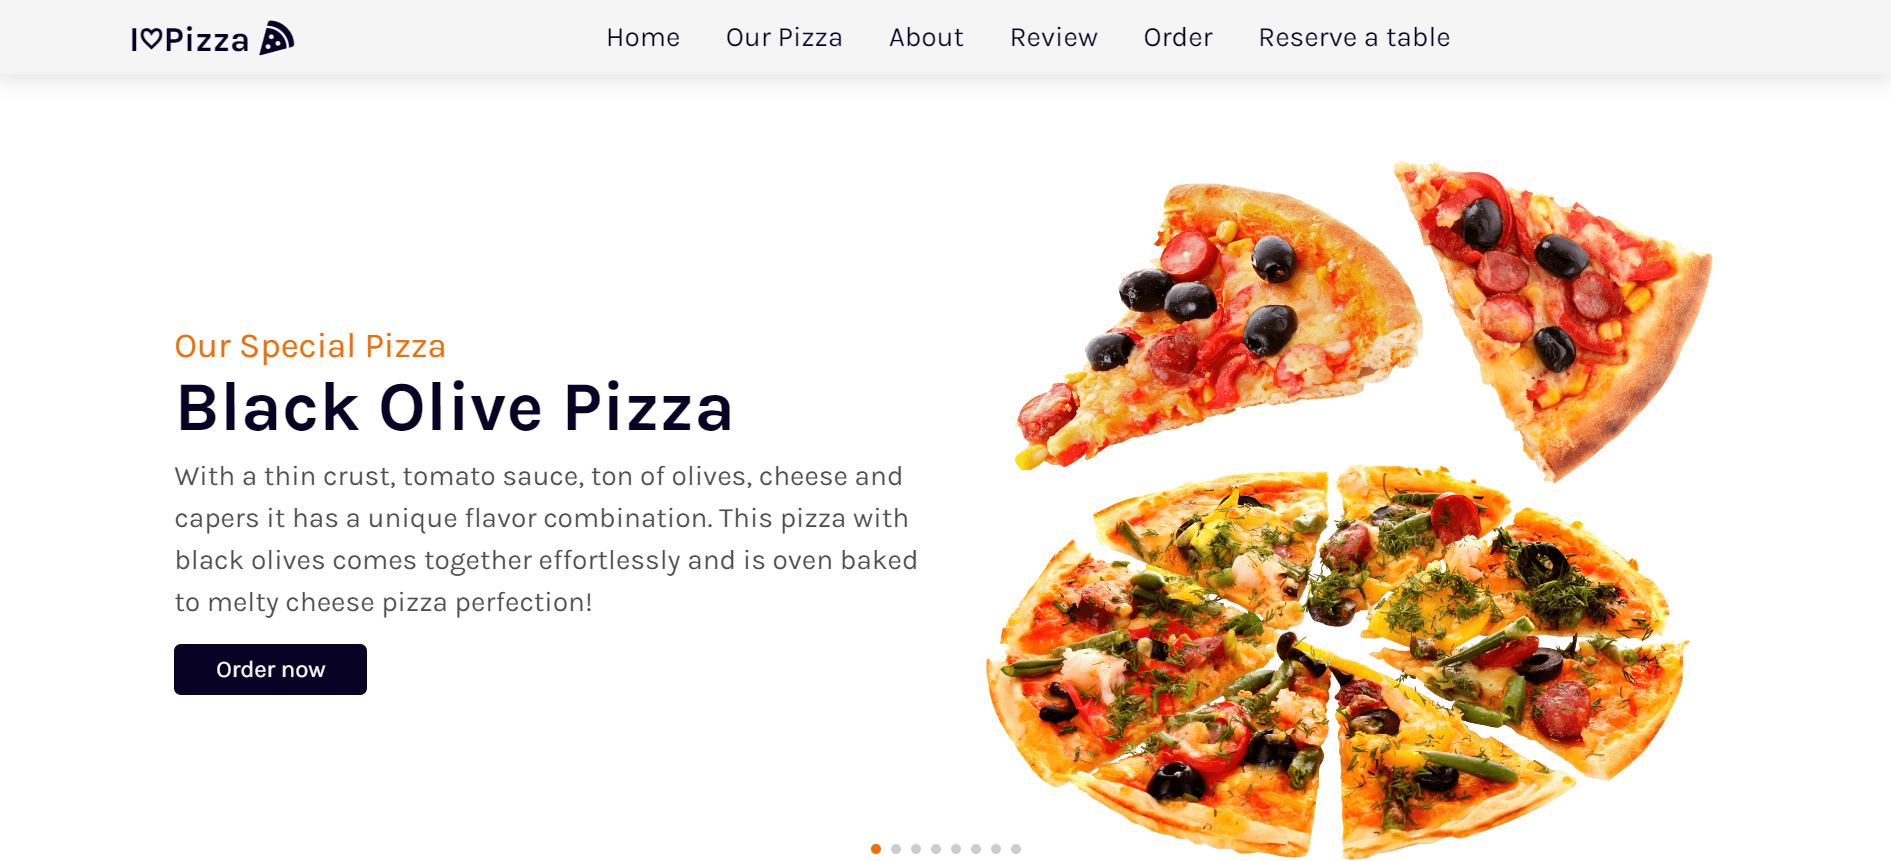 I♡Pizza
Home Our Pizza About Review Order Reserve a table
Our Special Pizza
Black Olive Pizza
With a thin crust, tomato sauce, ton of olives, cheese and
capers it has a unique flavor combination. This pizza with
black olives comes together effortlessly and is oven baked
to melty cheese pizza perfection!
Order now